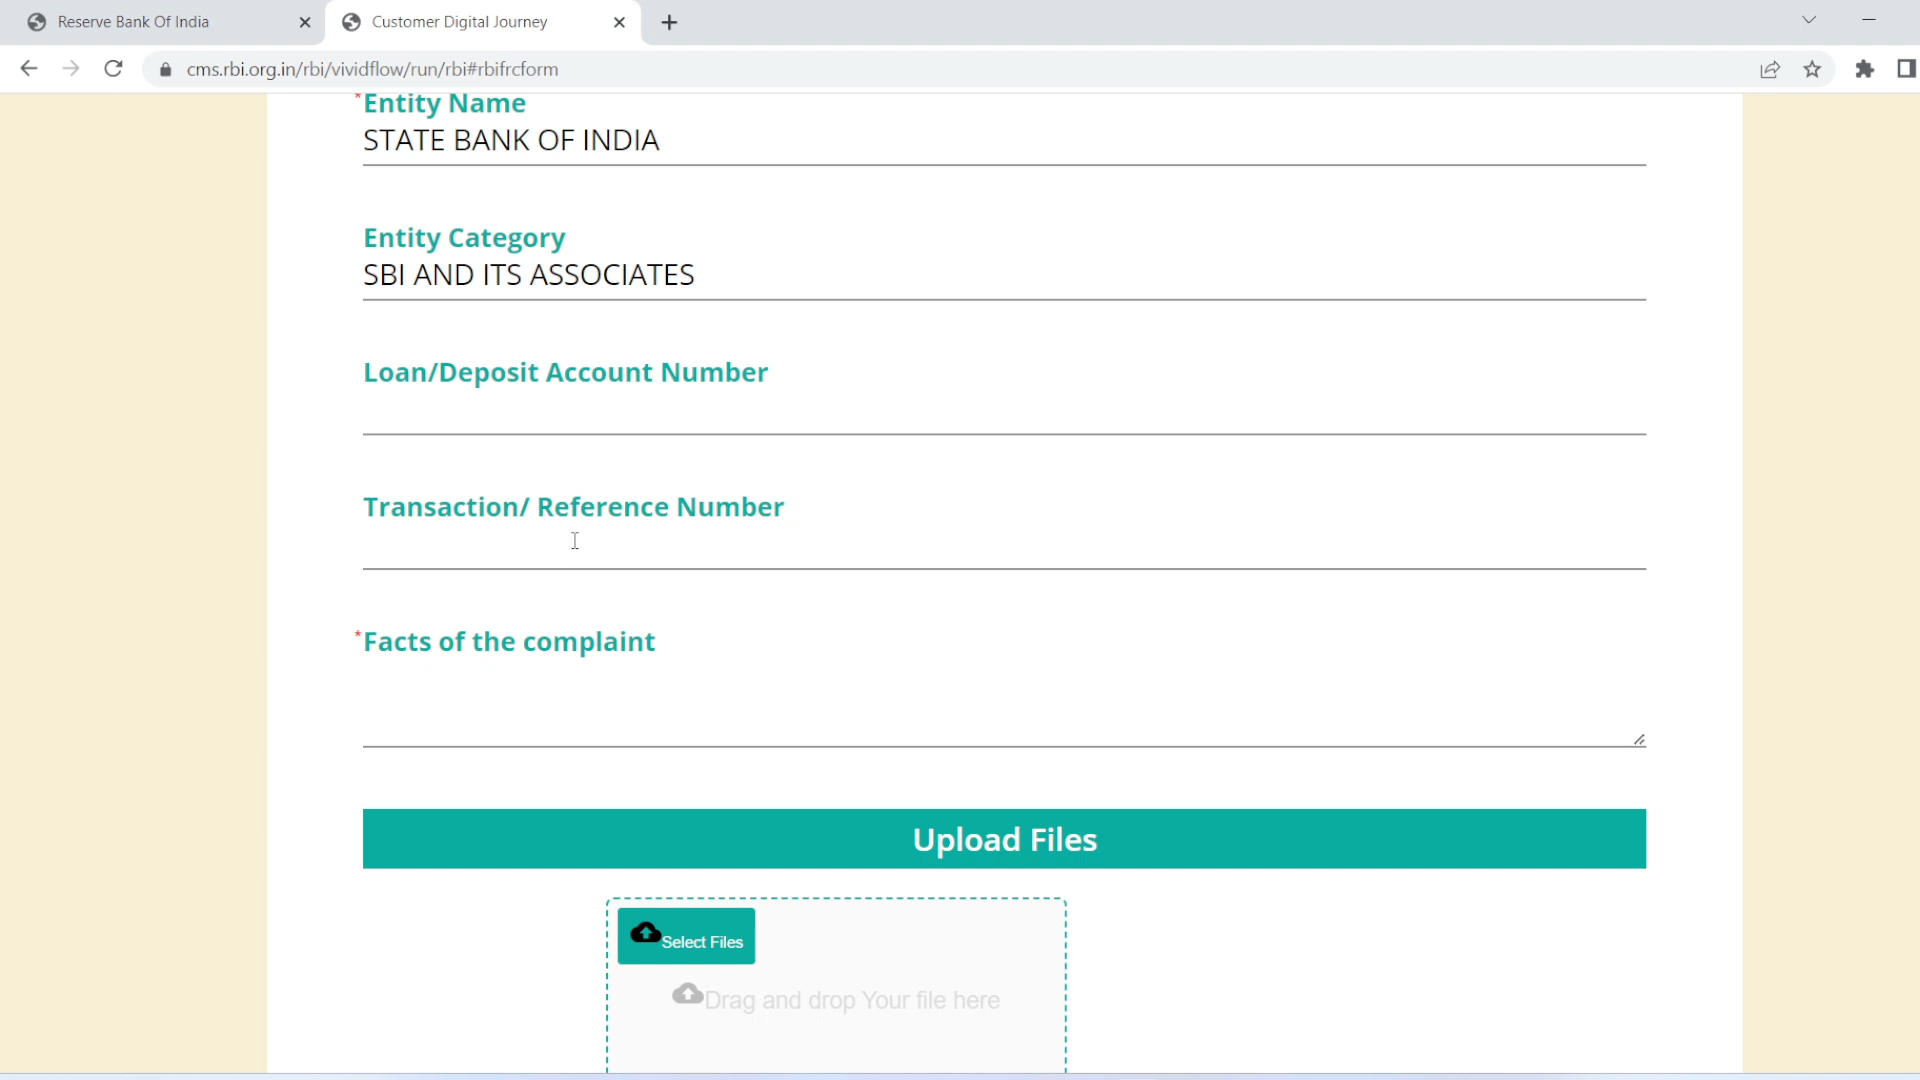 Reserve Bank Of India
Customer Digital Journey
cms.rbi.org.in/rbi/vividflow/run/rbi#rbifrcform
*Entity Name
STATE BANK OF INDIA
Entity Category
SBI AND ITS ASSOCIATES
Loan/Deposit Account Number
Transaction/ Reference Number
*Facts of the complaint
Upload Files
Select Files
Drag and drop Your file here